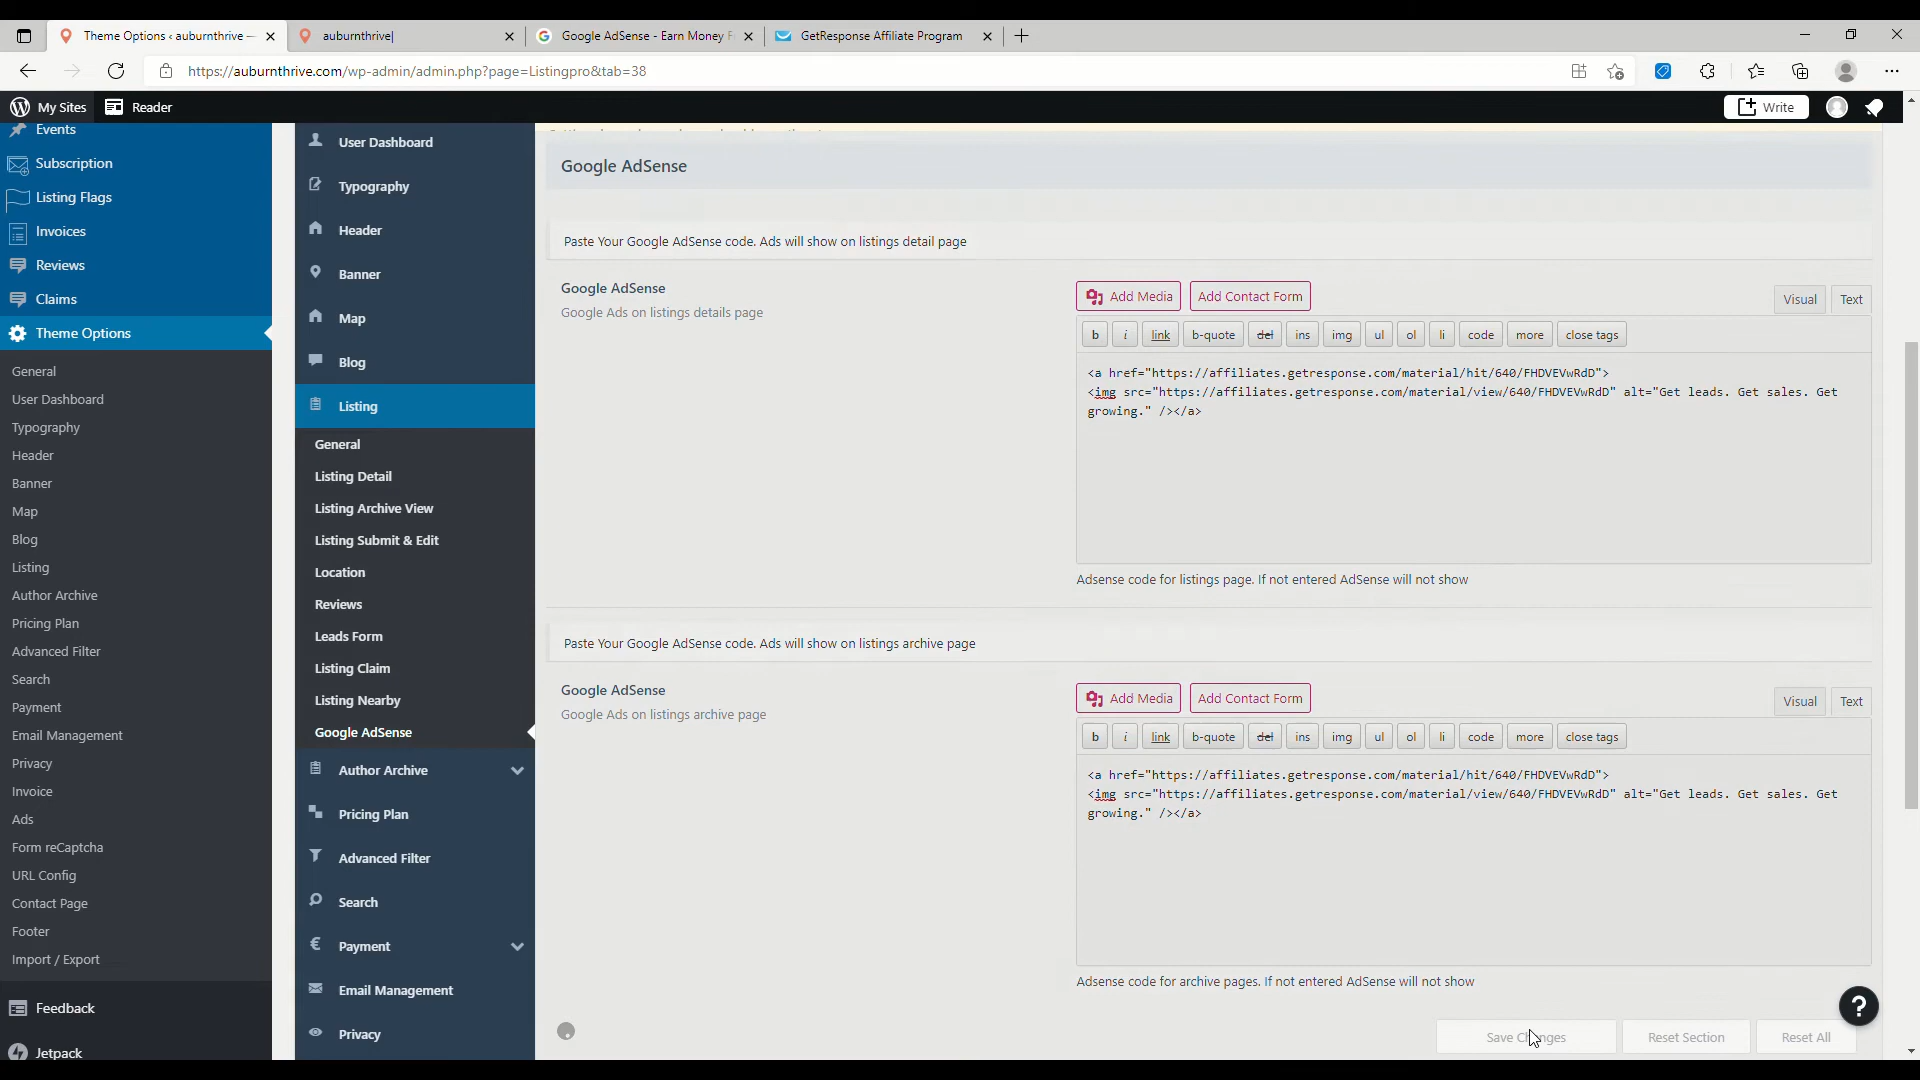 Theme Options ‹ auburnthrive —
auburnthrive|
Google AdSense - Earn Money F
GetResponse Affiliate Program
https://auburnthrive.com/wp-admin/admin.php?page=Listingpro&tab=38
My Sites
Reader
Write
Events
Subscription
Listing Flags
Invoices
Reviews
Claims
Theme Options
General
User Dashboard
Typography
Header
Banner
Map
Blog
Listing
Author Archive
Pricing Plan
Advanced Filter
Search
Payment
Email Management
Privacy
Invoice
Ads
Form reCaptcha
URL Config
Contact Page
Footer
Import / Export
Feedback
Jetpack
User Dashboard
Typography
Header
Banner
Map
Blog
Listing
General
Listing Detail
Listing Archive View
Listing Submit & Edit
Location
Reviews
Leads Form
Listing Claim
Listing Nearby
Google AdSense
Author Archive
Pricing Plan
Advanced Filter
Search
Payment
Email Management
Privacy
Google AdSense
Paste Your Google AdSense code. Ads will show on listings detail page
Google AdSense
Google Ads on listings details page
Add Media
Add Contact Form
Visual
Text
b i link b-quote del ins img ul ol li code more close tags
<a href="https://affiliates.getresponse.com/material/hit/640/FHDVEVwRdD">
<img src="https://affiliates.getresponse.com/material/view/640/FHDVEVwRdD" alt="Get leads. Get sales. Get
growing." /></a>
Adsense code for listings page. If not entered AdSense will not show
Paste Your Google AdSense code. Ads will show on listings archive page
Google AdSense
Google Ads on listings archive page
Add Media
Add Contact Form
Visual
Text
b i link b-quote del ins img ul ol li code more close tags
<a href="https://affiliates.getresponse.com/material/hit/640/FHDVEVwRdD">
<img src="https://affiliates.getresponse.com/material/view/640/FHDVEVwRdD" alt="Get leads. Get sales. Get
growing." /></a>
Adsense code for archive pages. If not entered AdSense will not show
Save Changes
Reset Section
Reset All
?